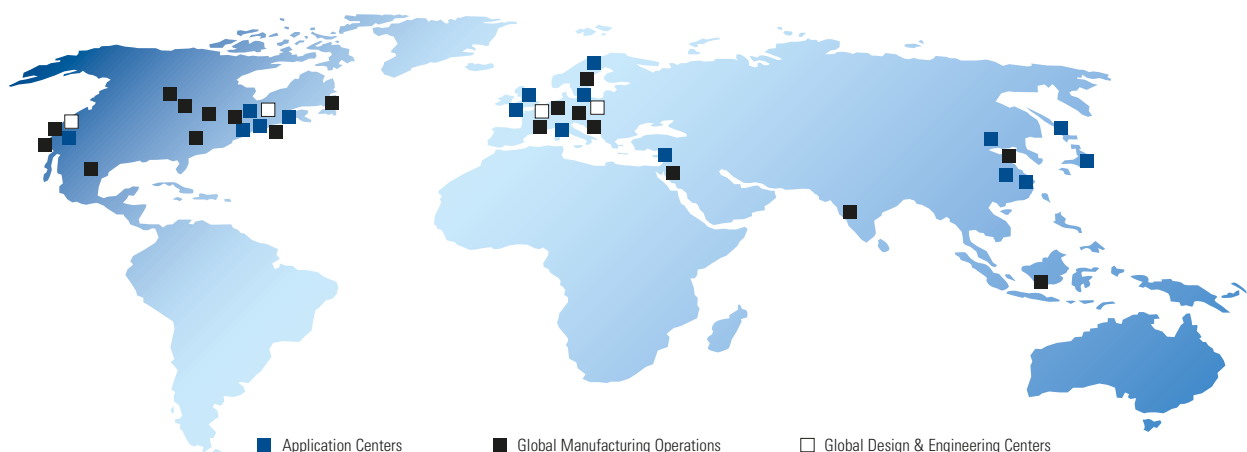 Application Centers
Global Manufacturing Operations
Global Design & Engineering Centers